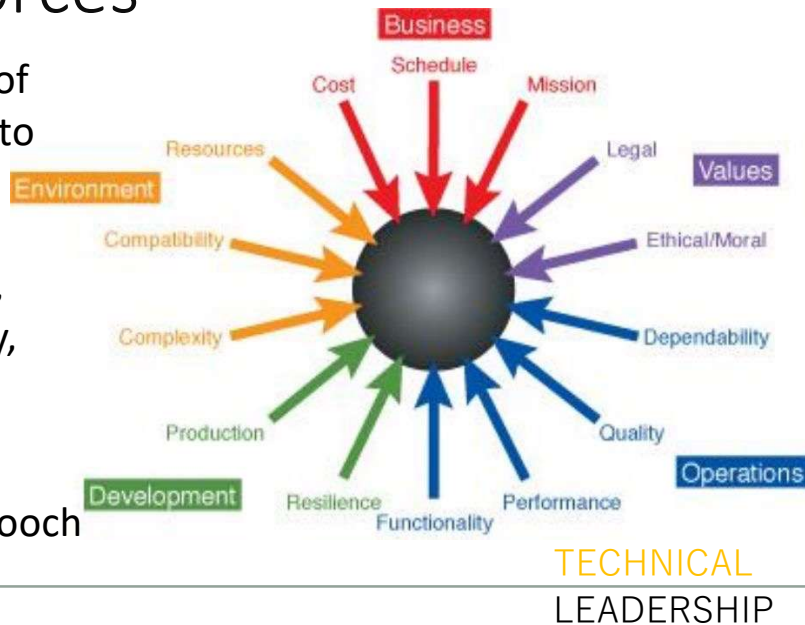 of
to
,
y,
ooch
Business
Schedule
Cost
Mission
Resources
Legal
Environment
Values
Compatibility
Ethical/Moral
Complexity
Dependability
Production
Quality
Development
Operations
Resilience
Performance
Functionality
TECHNICAL
LEADERSHIP